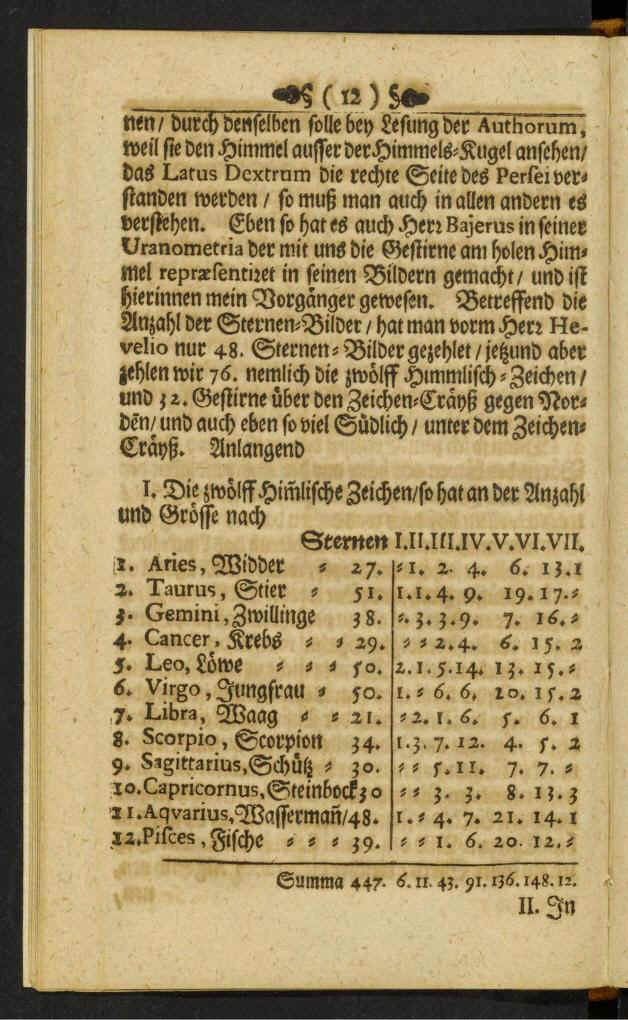 ( 12 )
nen/ durch denselben solle bey Lesung der Authorum,
weil sie den Himmel ausser der Himmels-Kugel ansehen/
das Latus Dextrum die rechte Seite des Persei ver-
standen werden / so muß man auch in allen andern es
verstehen. Eben so hat es auch Herr Bajerus in seiner
Uranometria der mit uns die Gestirne am holen Him-
mel repræsentiret in seinen Bildern gemacht/ und ist
hierinnen mein Vorgänger gewesen. Betreffend die
Anzahl der Sternen-Bilder / hat man vorm Herr He-
velio nur 48. Sternen-Bilder gezehlet / jetzund aber
zehlen wir 76. nemlich die zwölff Himmlisch-Zeichen /
und 32. Gestirne über den Zeichen-Cräyß gegen Nor-
dēn/ und auch eben so viel Südlich / unter dem Zeichen-
Cräyß. Anlangend
I. Die zwölff Him̃lische Zeichen/so hat an der Anzahl
und Grösse nach
Sternen I.II.III.IV.V.VI.VII.
1. Aries, Widder - 27. -1. 2. 4. 6. 13.1
2. Taurus, Stier - 51. 1.1.4. 9. 19.17.-
3. Gemini, Zwillinge 38. -. 3. 3.9. 7. 16.-
4. Cancer, Krebs - - 29. - - 2.4. 6. 15. 2
5. Leo, Löwe - - - 50. 2.1.5.14. 13. 15.-
6. Virgo, Jungfrau - 50. 1. - 6. 6. 20. 15. 2
7. Libra, Waag - - 21. -2. 1. 6. 5. 6. 1
8. Scorpio, Scorpion 34. 1.3. 7. 12. 4. 5. 2
9. Sagittarius, Schütz - 30. - - 5.11. 7. 7. -
10. Capricornus, Steinbock 30 - - 3. 3. 8. 13. 3
11. Aqvarius, Wasserman̄/48. 1. - 4. 7. 21. 14. 1
12. Pisces, Fische - - - 39. - - 1. 6. 20. 12.-
Summa 447. 6. 11. 43. 91. 136. 148. 12.
II. In